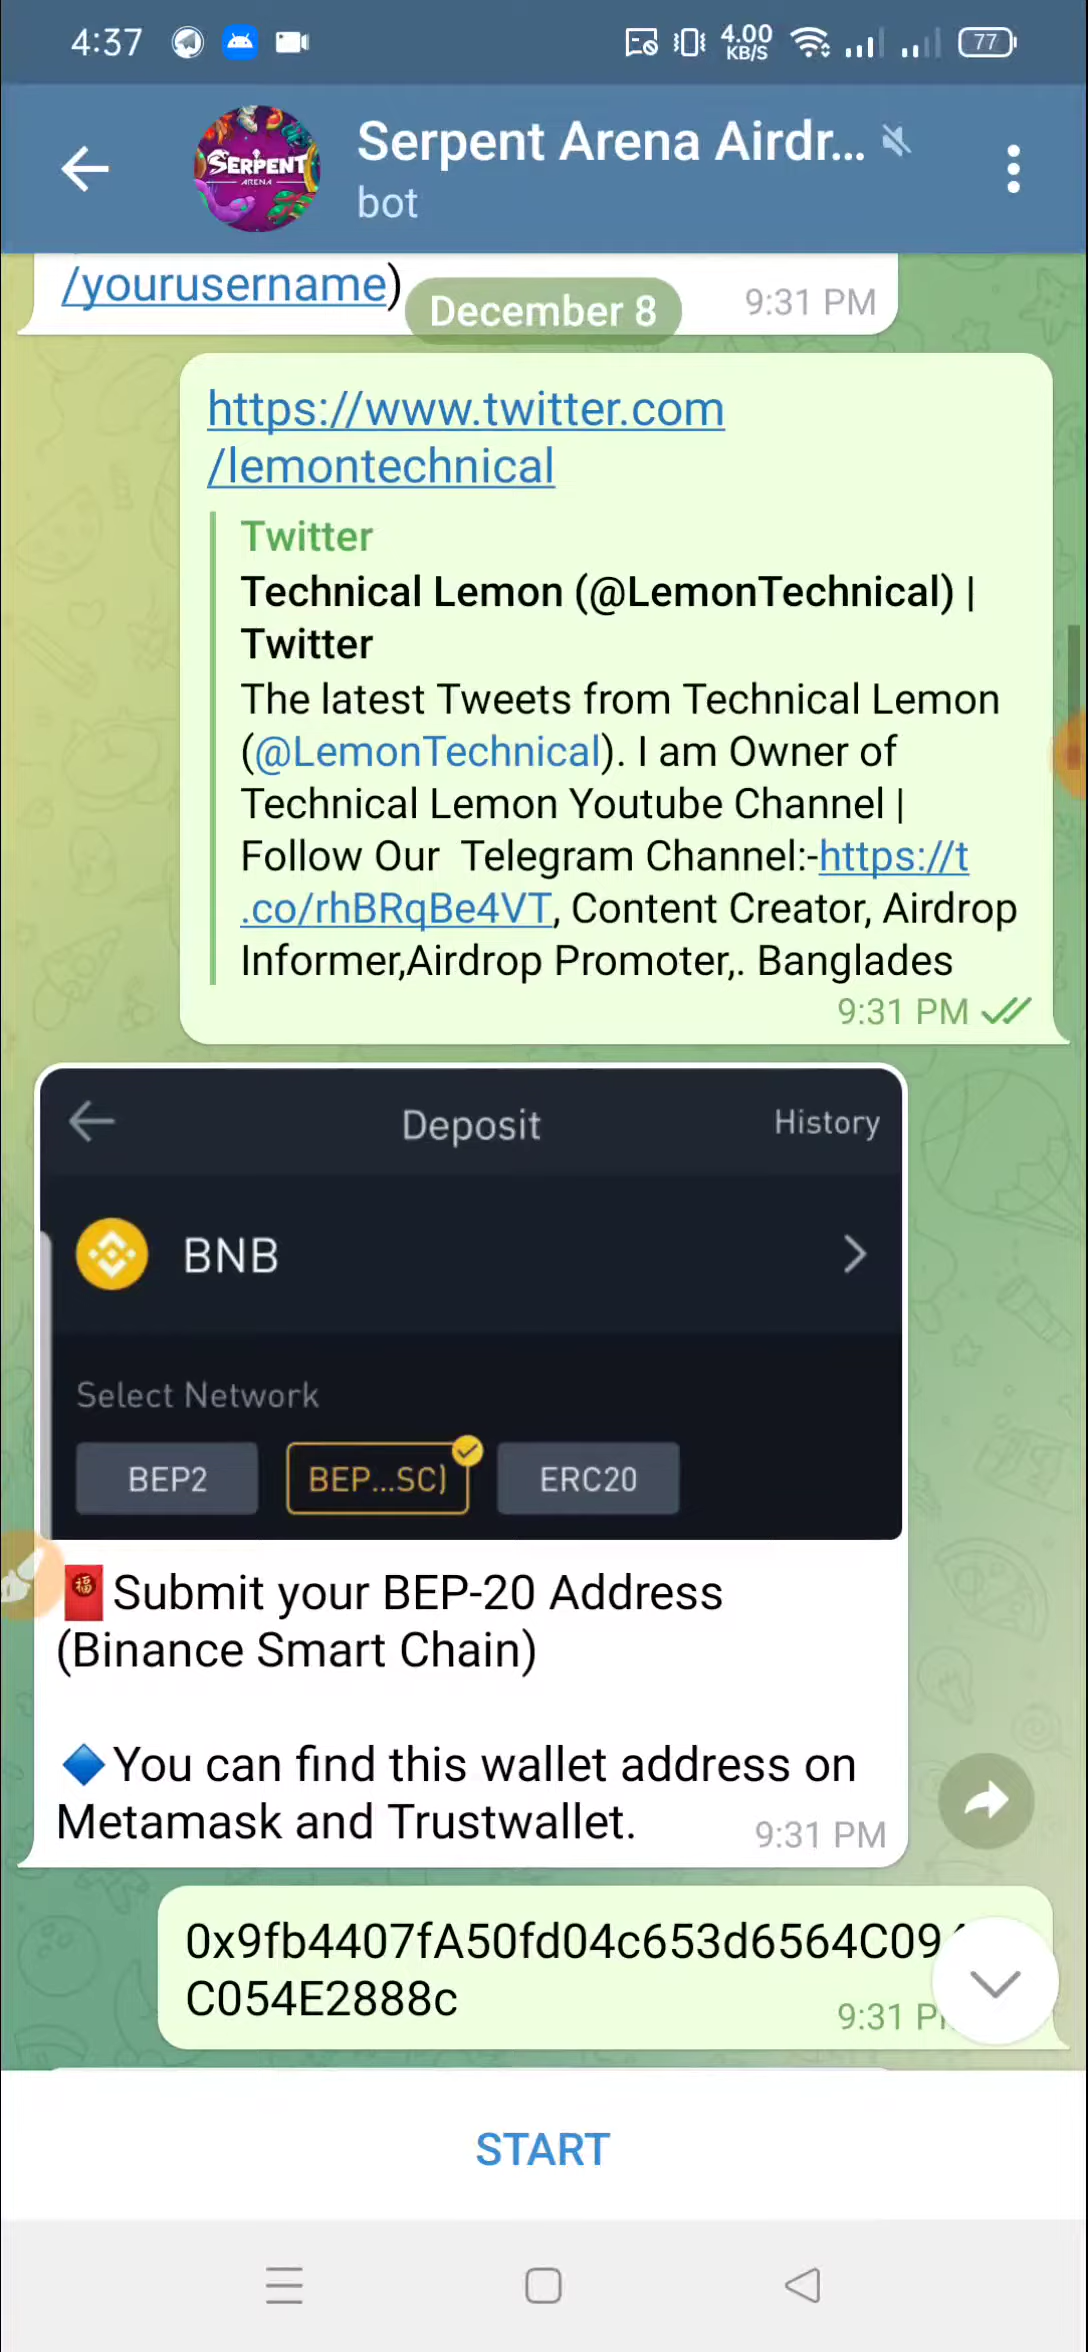 4:37
4.00
KB/S
77
Serpent Arena Airdr...
bot
SERPENT
ARENA
/yourusername)
9:31 PM
December 8
https://www.twitter.com
/lemontechnical
Twitter
Technical Lemon (@LemonTechnical) |
Twitter
The latest Tweets from Technical Lemon
(@LemonTechnical). I am Owner of
Technical Lemon Youtube Channel |
Follow Our  Telegram Channel:-https://t
.co/rhBRqBe4VT, Content Creator, Airdrop
Informer,Airdrop Promoter,. Banglades
9:31 PM
Deposit
History
BNB
Select Network
BEP2
BEP...SC)
ERC20
福
Submit your BEP-20 Address
(Binance Smart Chain)
You can find this wallet address on
Metamask and Trustwallet.
9:31 PM
0x9fb4407fA50fd04c653d6564C09
C054E2888c
9:31
START